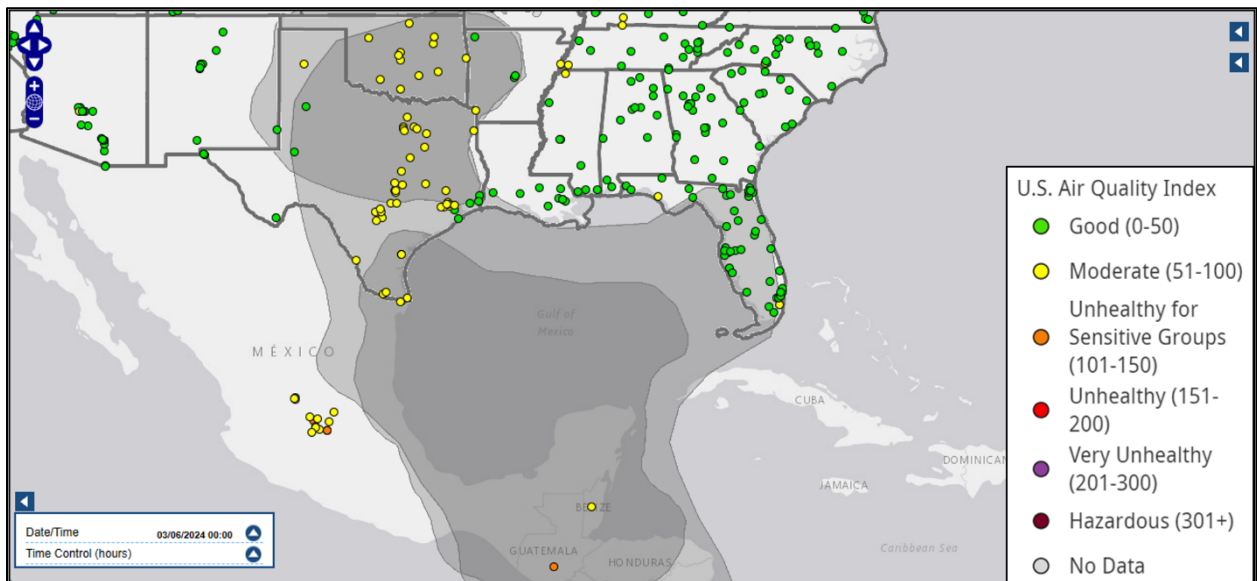 Gulf of
Mexico
MÉXICO
CUBA
DOMINICAN
JAMAICA
BELIZE
GUATEMALA
HONDURAS
Caribbean Sea
+
−
Date/Time 03/06/2024 00:00
Time Control (hours)
U.S. Air Quality Index
Good (0-50)
Moderate (51-100)
Unhealthy for
Sensitive Groups
(101-150)
Unhealthy (151-
200)
Very Unhealthy
(201-300)
Hazardous (301+)
No Data